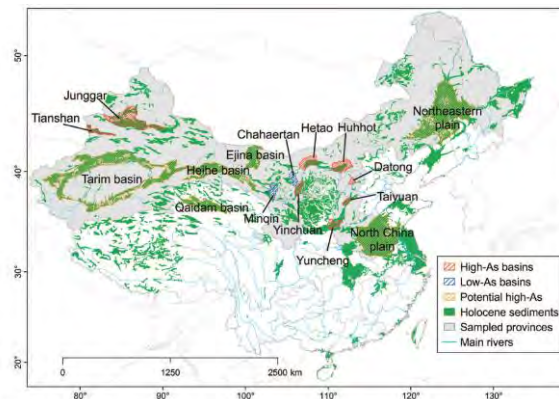 50°
40°
30°
20°
Junggar
Tianshan
Tarim basin
Ejina basin
Heihe basin
Qaidam basin
Chahaertan
Minqin
Yinchuan
Hetao
Huhhot
Datong
Taiyuan
Yuncheng
Northeastern
plain
North China
plain
High-As basins
Low-As basins
Potential high-As
Holocene sediments
Sampled provinces
Main rivers
0 1250 2500 km
80° 90° 100° 110° 120° 130°